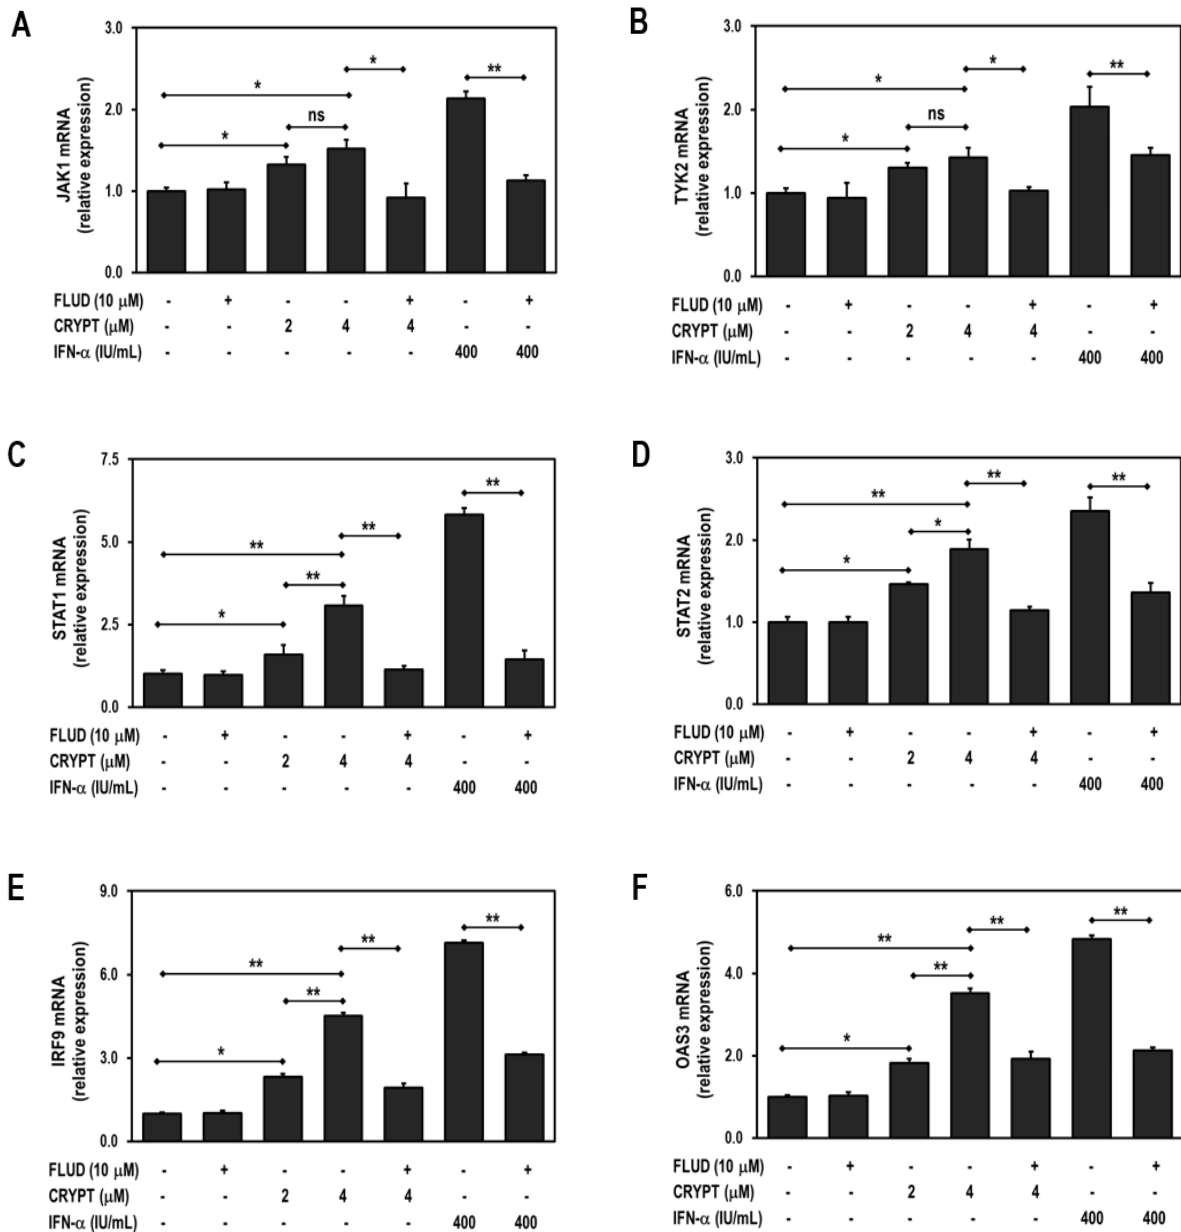 A
JAK1 mRNA
(relative expression)
3.0
2.0
1.0
0.0
*
*
ns
*
**
FLUD (10 μM) - + - - + - +
CRYPT (μM) - - 2 4 4 - -
IFN-α (IU/mL) - - - - - 400 400
B
TYK2 mRNA
(relative expression)
3.0
2.0
1.0
0.0
*
*
ns
*
**
FLUD (10 μM) - + - - + - +
CRYPT (μM) - - 2 4 4 - -
IFN-α (IU/mL) - - - - - 400 400
C
STAT1 mRNA
(relative expression)
7.5
5.0
2.5
0.0
*
**
**
**
**
FLUD (10 μM) - + - - + - +
CRYPT (μM) - - 2 4 4 - -
IFN-α (IU/mL) - - - - - 400 400
D
STAT2 mRNA
(relative expression)
3.0
2.0
1.0
0.0
*
**
*
**
**
FLUD (10 μM) - + - - + - +
CRYPT (μM) - - 2 4 4 - -
IFN-α (IU/mL) - - - - - 400 400
E
IRF9 mRNA
(relative expression)
9.0
6.0
3.0
0.0
*
**
**
**
**
FLUD (10 μM) - + - - + - +
CRYPT (μM) - - 2 4 4 - -
IFN-α (IU/mL) - - - - - 400 400
F
OAS3 mRNA
(relative expression)
6.0
4.0
2.0
0.0
*
**
**
**
**
FLUD (10 μM) - + - - + - +
CRYPT (μM) - - 2 4 4 - -
IFN-α (IU/mL) - - - - - 400 400